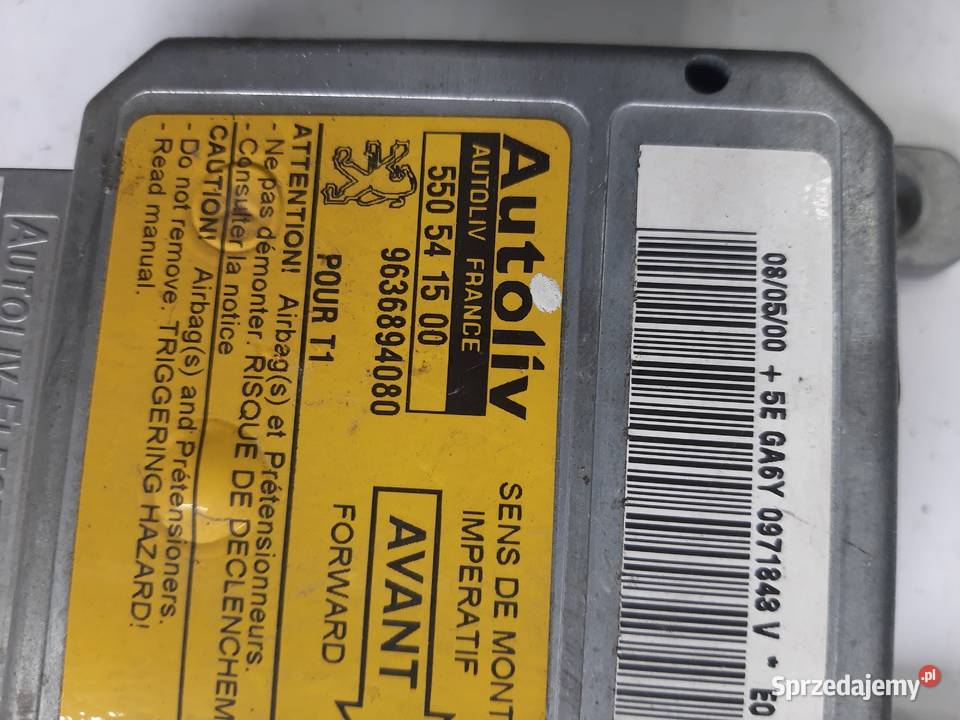 08/05/00 + 5E GA6Y 0971848 V * E0
Autoliv
AUTOLIV FRANCE
550 54 15 00
9636894080
POUR T1
SENS DE MONT
IMPERATIF
AVANT
FORWARD
ATTENTION! Airbag(s) et Prétensionneurs.
- Ne pas démonter. RISQUE DE DECLENCHEM
- Consulter la notice
CAUTION! Airbag(s) and Prétensioners.
- Do not remove. TRIGGERING HAZARD!
- Read manual.
Sprzedajemy.pl